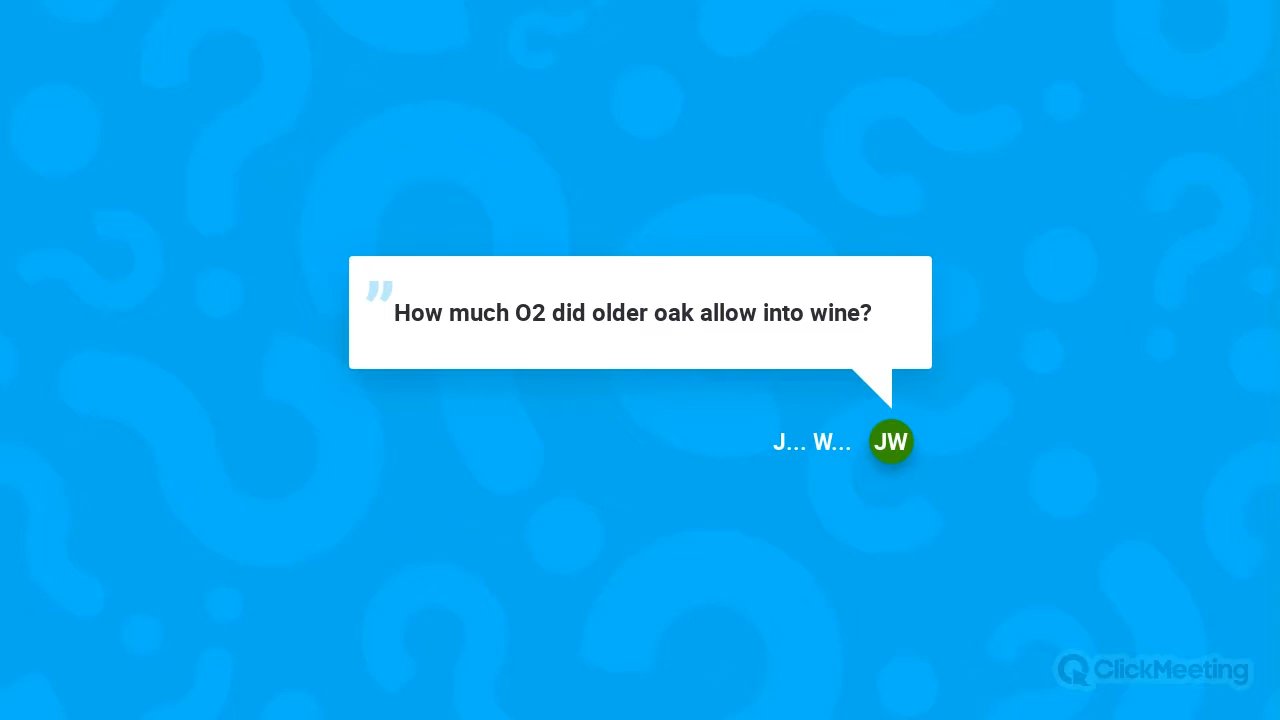 "
How much O2 did older oak allow into wine?
J... W...
JW
ClickMeeting